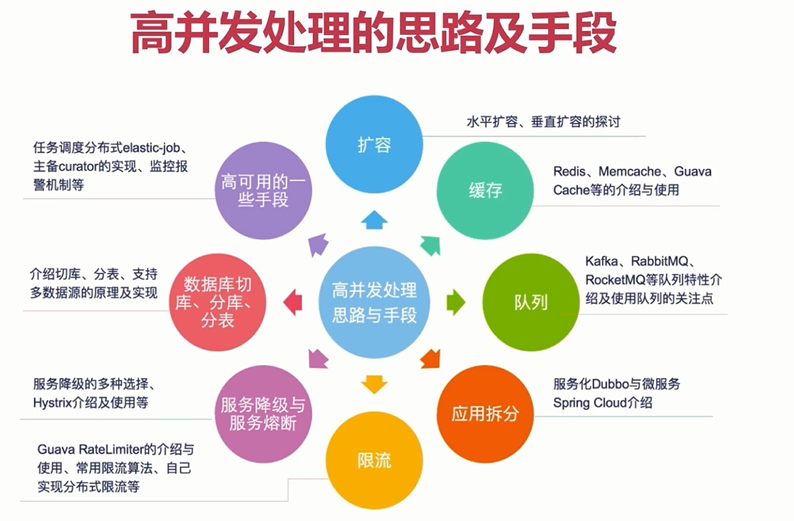 高并发处理的思路及手段
扩容
水平扩容、垂直扩容的探讨
缓存
Redis、Memcache、Guava
Cache等的介绍与使用
队列
Kafka、RabbitMQ、
RocketMQ等队列特性介
绍及使用队列的关注点
应用拆分
服务化Dubbo与微服务
Spring Cloud介绍
限流
Guava RateLimiter的介绍与
使用、常用限流算法、自己
实现分布式限流等
服务降级与
服务熔断
服务降级的多种选择、
Hystrix介绍及使用等
数据库切
库、分库、
分表
介绍切库、分表、支持
多数据源的原理及实现
高可用的一
些手段
任务调度分布式elastic-job、
主备curator的实现、监控报
警机制等
高并发处理
思路与手段